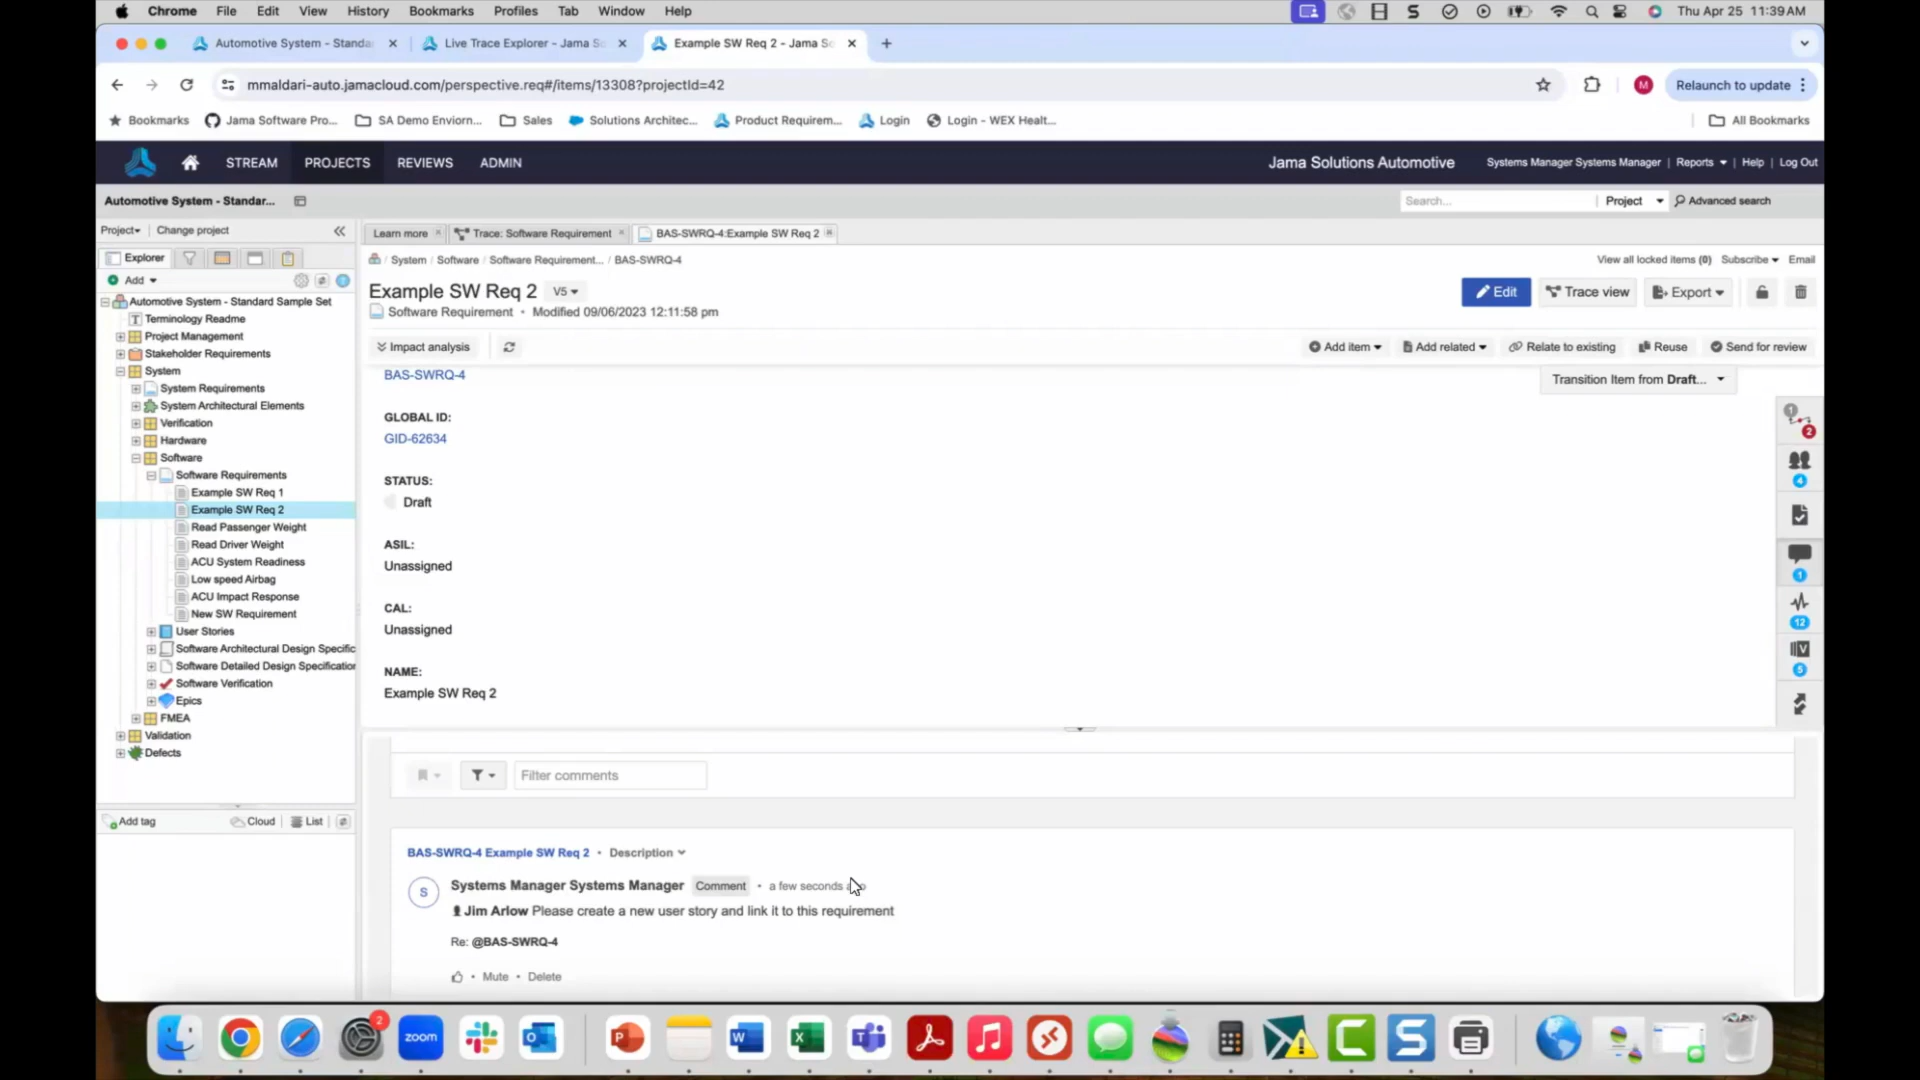 Chrome File Edit View History Bookmarks Profiles Tab Window Help Thu Apr 25 11:39 AM
Automotive System - Standa Live Trace Explorer - Jama So Example SW Req 2 - Jama So
mmaldari-auto.jamacloud.com/perspective.req#/items/13308?projectId=42 M Relaunch to update
Bookmarks Jama Software Pro... SA Demo Enviorn... Sales Solutions Architec... Product Requirem... Login Login - WEX Healt... All Bookmarks
STREAM PROJECTS REVIEWS ADMIN Jama Solutions Automotive Systems Manager Systems Manager | Reports | Help | Log Out
Automotive System - Standar... Search... Project Advanced search
Project Change project Learn more Trace: Software Requirement BAS-SWRQ-4:Example SW Req 2
Explorer System / Software / Software Requirement... / BAS-SWRQ-4 View all locked items (0) Subscribe Email
Add
Example SW Req 2 V5 Edit Trace view Export
Software Requirement • Modified 09/06/2023 12:11:58 pm
Impact analysis Add item Add related Relate to existing Reuse Send for review
Automotive System - Standard Sample Set
Terminology Readme
Project Management
Stakeholder Requirements
System
System Requirements
System Architectural Elements
Verification
Hardware
Software
Software Requirements
Example SW Req 1
Example SW Req 2
Read Passenger Weight
Read Driver Weight
ACU System Readiness
Low speed Airbag
ACU Impact Response
New SW Requirement
User Stories
Software Architectural Design Specific
Software Detailed Design Specification
Software Verification
Epics
FMEA
Validation
Defects
Add tag Cloud List
BAS-SWRQ-4
Transition Item from Draft...
GLOBAL ID:
GID-62634
STATUS:
Draft
ASIL:
Unassigned
CAL:
Unassigned
NAME:
Example SW Req 2
1
2
4
1
12
5
Filter comments
BAS-SWRQ-4 Example SW Req 2 • Description
S
Systems Manager Systems Manager Comment • a few seconds
Jim Arlow Please create a new user story and link it to this requirement
Re: @BAS-SWRQ-4
• Mute • Delete
2 zoom